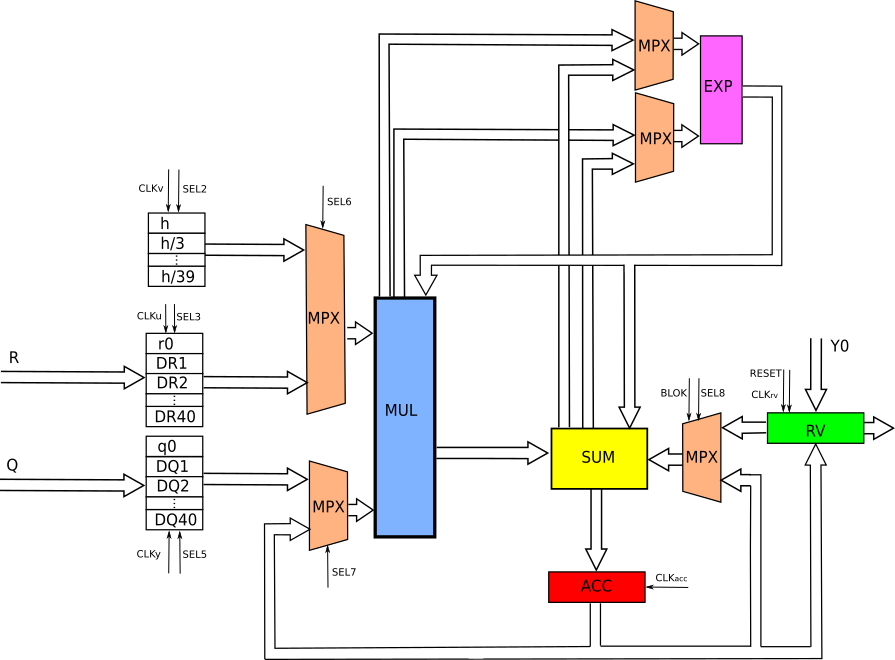 MPX
EXP
MPX
CLKv
SEL2
SEL6
h
h/3
⋮
h/39
CLKu
SEL3
MPX
R
r0
DR1
DR2
⋮
DR40
Y0
RESET
CLKrv
BLOK
SEL8
MUL
RV
Q
q0
DQ1
DQ2
⋮
DQ40
SUM
MPX
MPX
CLKy
SEL5
SEL7
ACC
CLKacc